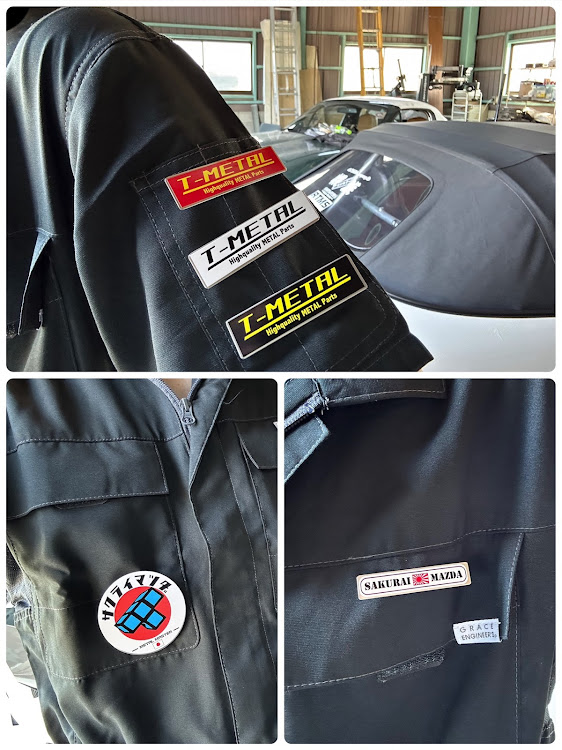 T-METAL
Highquality METAL Parts
T-METAL
Highquality METAL Parts
T-METAL
Highquality METAL Parts
サクライマツダ
SAKURAI MAZDA
GRACE
ENGINEERS